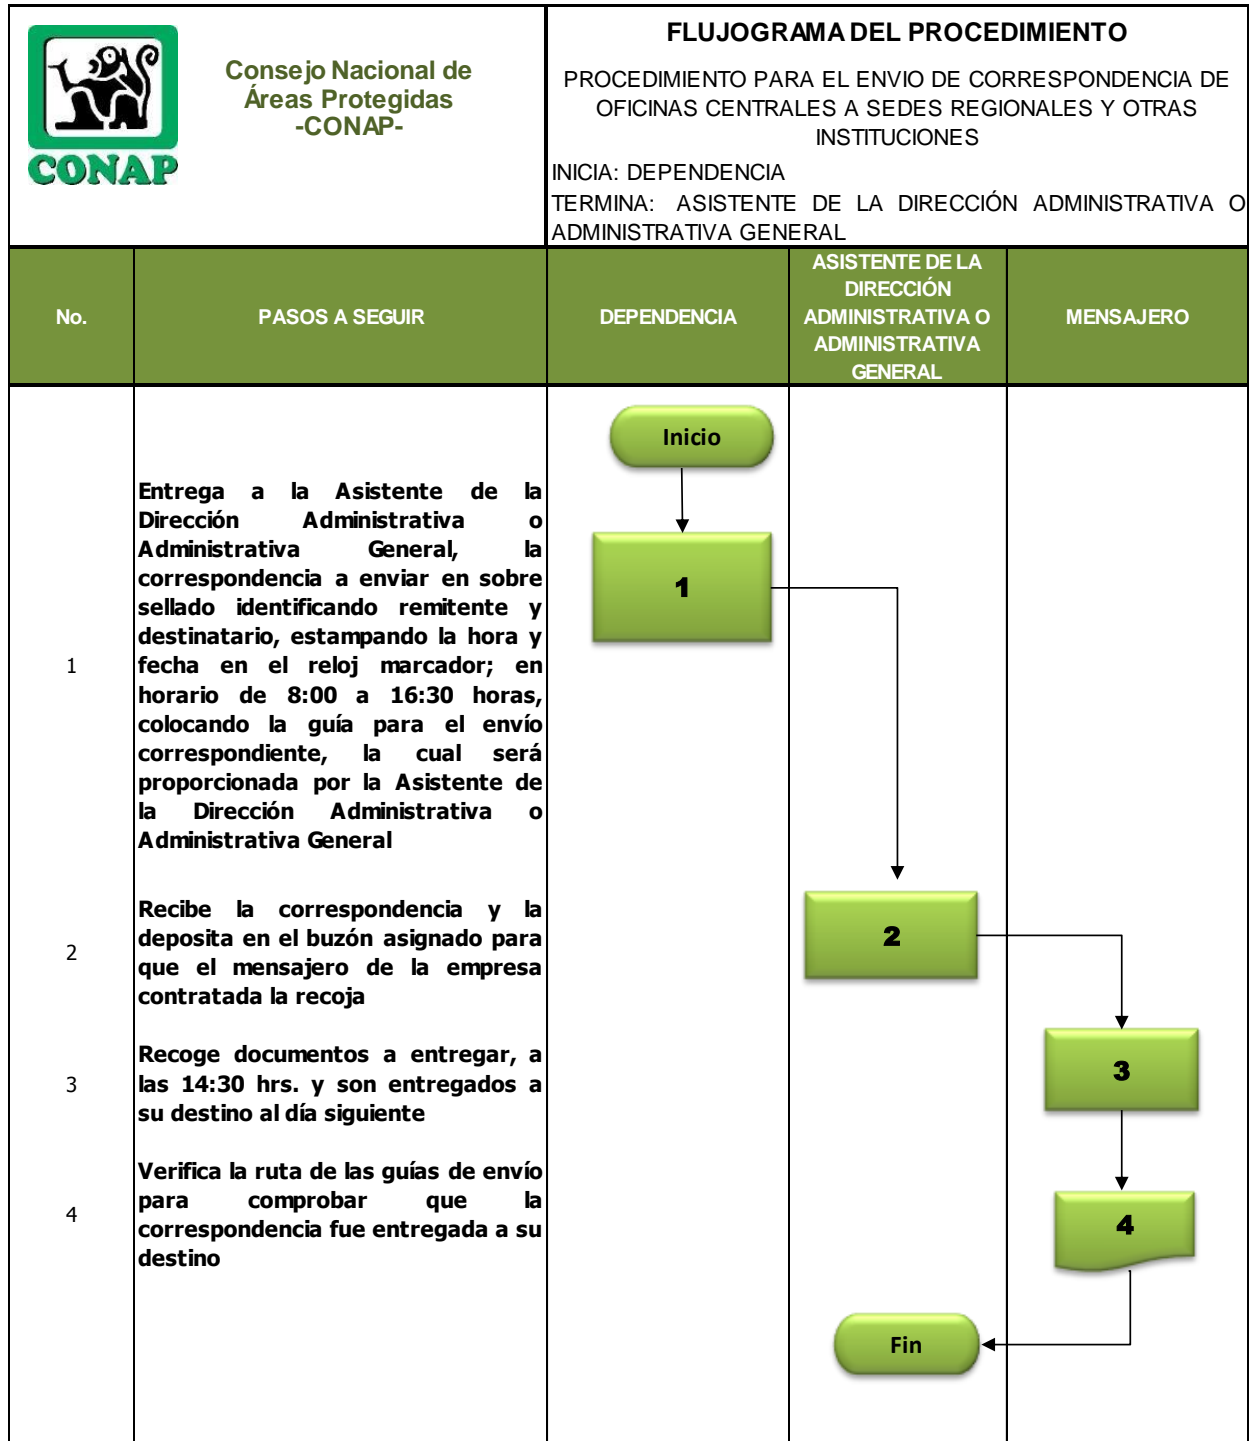 CONAP
Consejo Nacional de
Áreas Protegidas
-CONAP-
FLUJOGRAMA DEL PROCEDIMIENTO
PROCEDIMIENTO PARA EL ENVIO DE CORRESPONDENCIA DE
OFICINAS CENTRALES A SEDES REGIONALES Y OTRAS
INSTITUCIONES
INICIA: DEPENDENCIA
TERMINA: ASISTENTE DE LA DIRECCIÓN ADMINISTRATIVA O
ADMINISTRATIVA GENERAL
No.
PASOS A SEGUIR
DEPENDENCIA
ASISTENTE DE LA
DIRECCIÓN
ADMINISTRATIVA O
ADMINISTRATIVA
GENERAL
MENSAJERO
1
Entrega a la Asistente de la
Dirección Administrativa o
Administrativa General, la
correspondencia a enviar en sobre
sellado identificando remitente y
destinatario, estampando la hora y
fecha en el reloj marcador; en
horario de 8:00 a 16:30 horas,
colocando la guía para el envío
correspondiente, la cual será
proporcionada por la Asistente de
la Dirección Administrativa o
Administrativa General
Inicio
1
2
Recibe la correspondencia y la
deposita en el buzón asignado para
que el mensajero de la empresa
contratada la recoja
2
3
Recoge documentos a entregar, a
las 14:30 hrs. y son entregados a
su destino al día siguiente
3
4
Verifica la ruta de las guías de envío
para comprobar que la
correspondencia fue entregada a su
destino
4
Fin